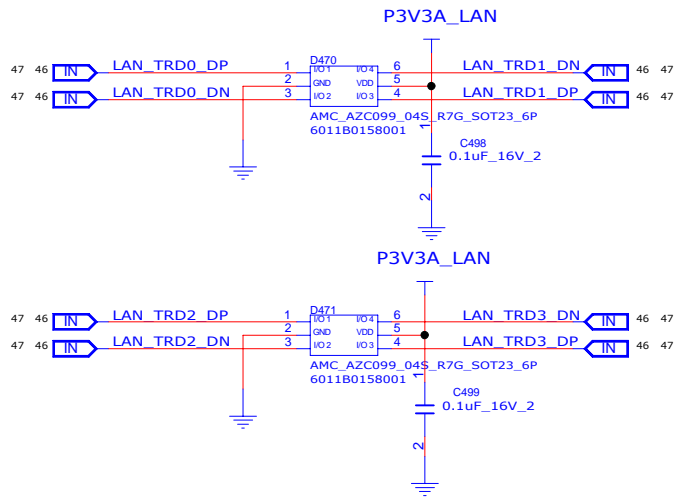 P3V3A_LAN
D470
47 46 IN LAN_TRD0_DP 1 I/O1 I/O4 6 LAN_TRD1_DN IN 46 47
2 GND VDD 5
47 46 IN LAN_TRD0_DN 3 I/O2 I/O3 4 LAN_TRD1_DP IN 46 47
AMC_AZC099_04S_R7G_SOT23_6P
6011B0158001
1
C498
0.1uF_16V_2
2
P3V3A_LAN
D471
47 46 IN LAN_TRD2_DP 1 I/O1 I/O4 6 LAN_TRD3_DN IN 46 47
2 GND VDD 5
47 46 IN LAN_TRD2_DN 3 I/O2 I/O3 4 LAN_TRD3_DP IN 46 47
AMC_AZC099_04S_R7G_SOT23_6P
6011B0158001
1
C499
0.1uF_16V_2
2